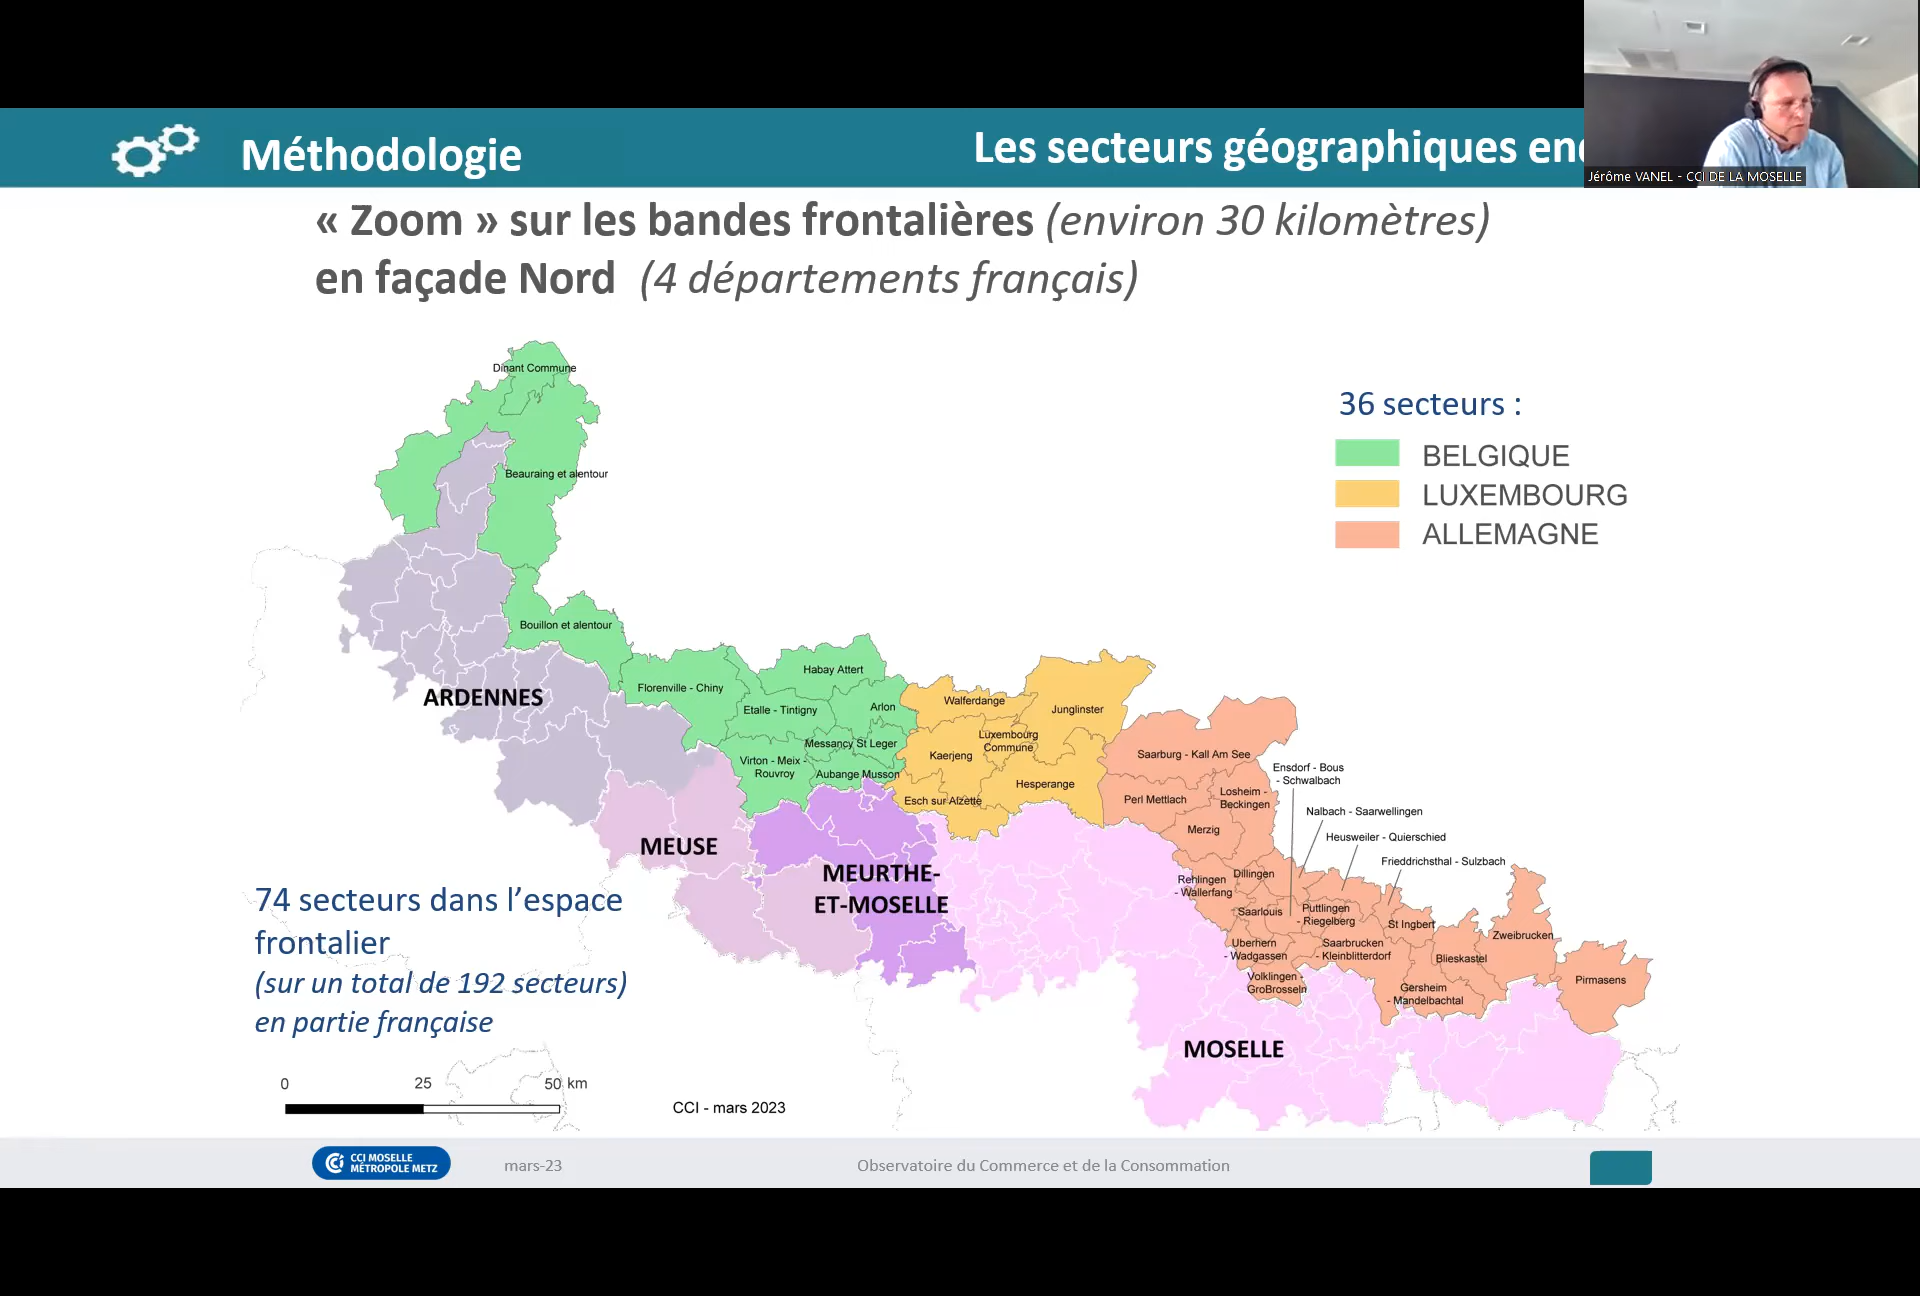 Jérôme VANEL - CCI DE LA MOSELLE
Méthodologie
Les secteurs géographiques
« Zoom » sur les bandes frontalières (environ 30 kilomètres)
en façade Nord (4 départements français)
36 secteurs :
BELGIQUE
LUXEMBOURG
ALLEMAGNE
Dinant Commune
Beauraing et alentour
Bouillon et alentour
Florenville - Chiny
Habay Attert
Etalle - Tintigny
Arlon
Messancy St Leger
Virton - Meix -
Rouvroy
Aubange Musson
Walferdange
Junglinster
Luxembourg
Commune
Kaerjeng
Hesperange
Esch sur Alzette
Saarburg - Kall Am See
Perl Mettlach
Losheim -
Beckingen
Merzig
Ensdorf - Bous
- Schwalbach
Nalbach - Saarwellingen
Heusweiler - Quierschied
Frieddrichsthal - Sulzbach
Rehlingen
- Wallerfang
Dillingen
Saarlouis
Puttlingen
- Riegelberg
St Ingbert
Zweibrucken
Uberhern
- Wadgassen
Saarbrucken
- Kleinblitterdorf
Blieskastel
Volklingen -
GroBrosseln
Gersheim
- Mandelbachtal
Pirmasens
ARDENNES
MEUSE
MEURTHE-
ET-MOSELLE
MOSELLE
74 secteurs dans l’espace
frontalier
(sur un total de 192 secteurs)
en partie française
0 25 50 km
CCI - mars 2023
CCI MOSELLE
MÉTROPOLE METZ
mars-23
Observatoire du Commerce et de la Consommation